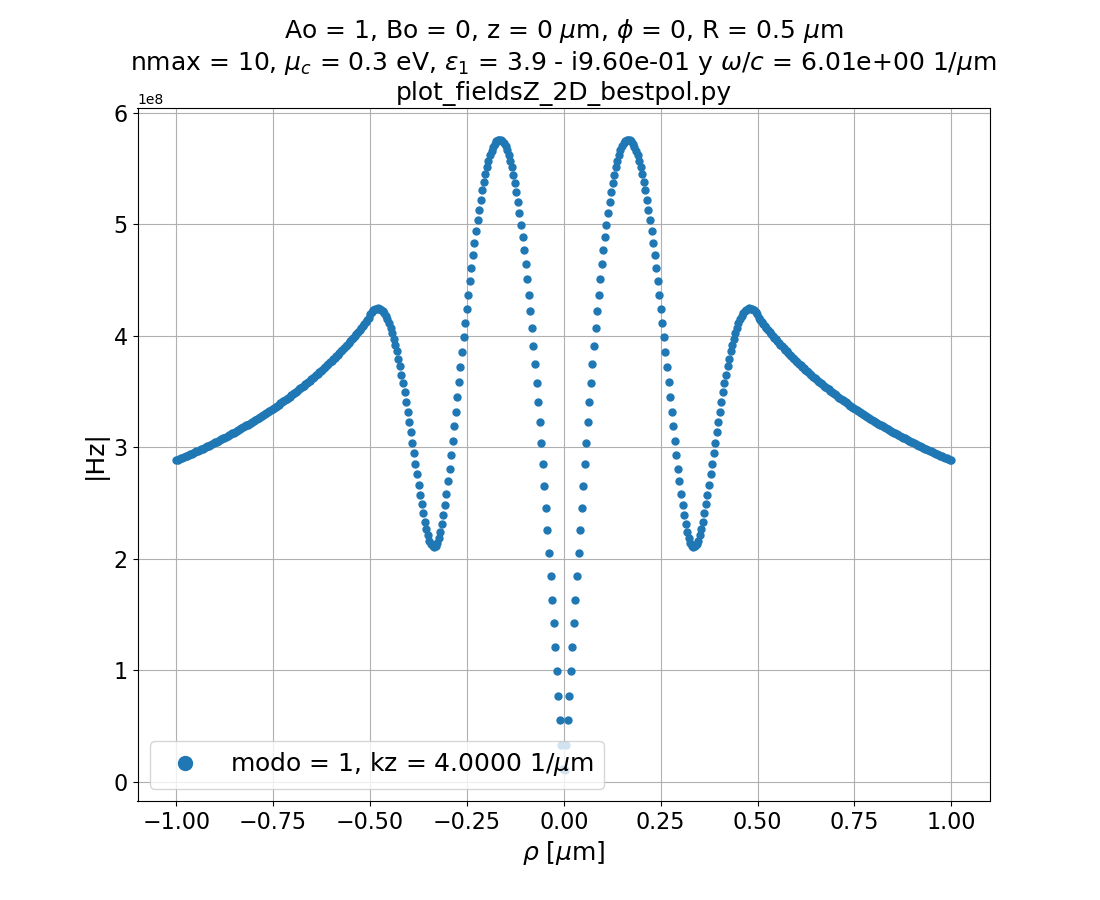 Ao = 1, Bo = 0, z = 0 μm, ϕ = 0, R = 0.5 μm
nmax = 10, μc = 0.3 eV, ε1 = 3.9 - i9.60e-01 y ω/c = 6.01e+00 1/μm
plot_fieldsZ_2D_bestpol.py
1e8
6
5
4
3
2
1
0
|Hz|
modo = 1, kz = 4.0000 1/μm
−1.00 −0.75 −0.50 −0.25 0.00 0.25 0.50 0.75 1.00
ρ [μm]